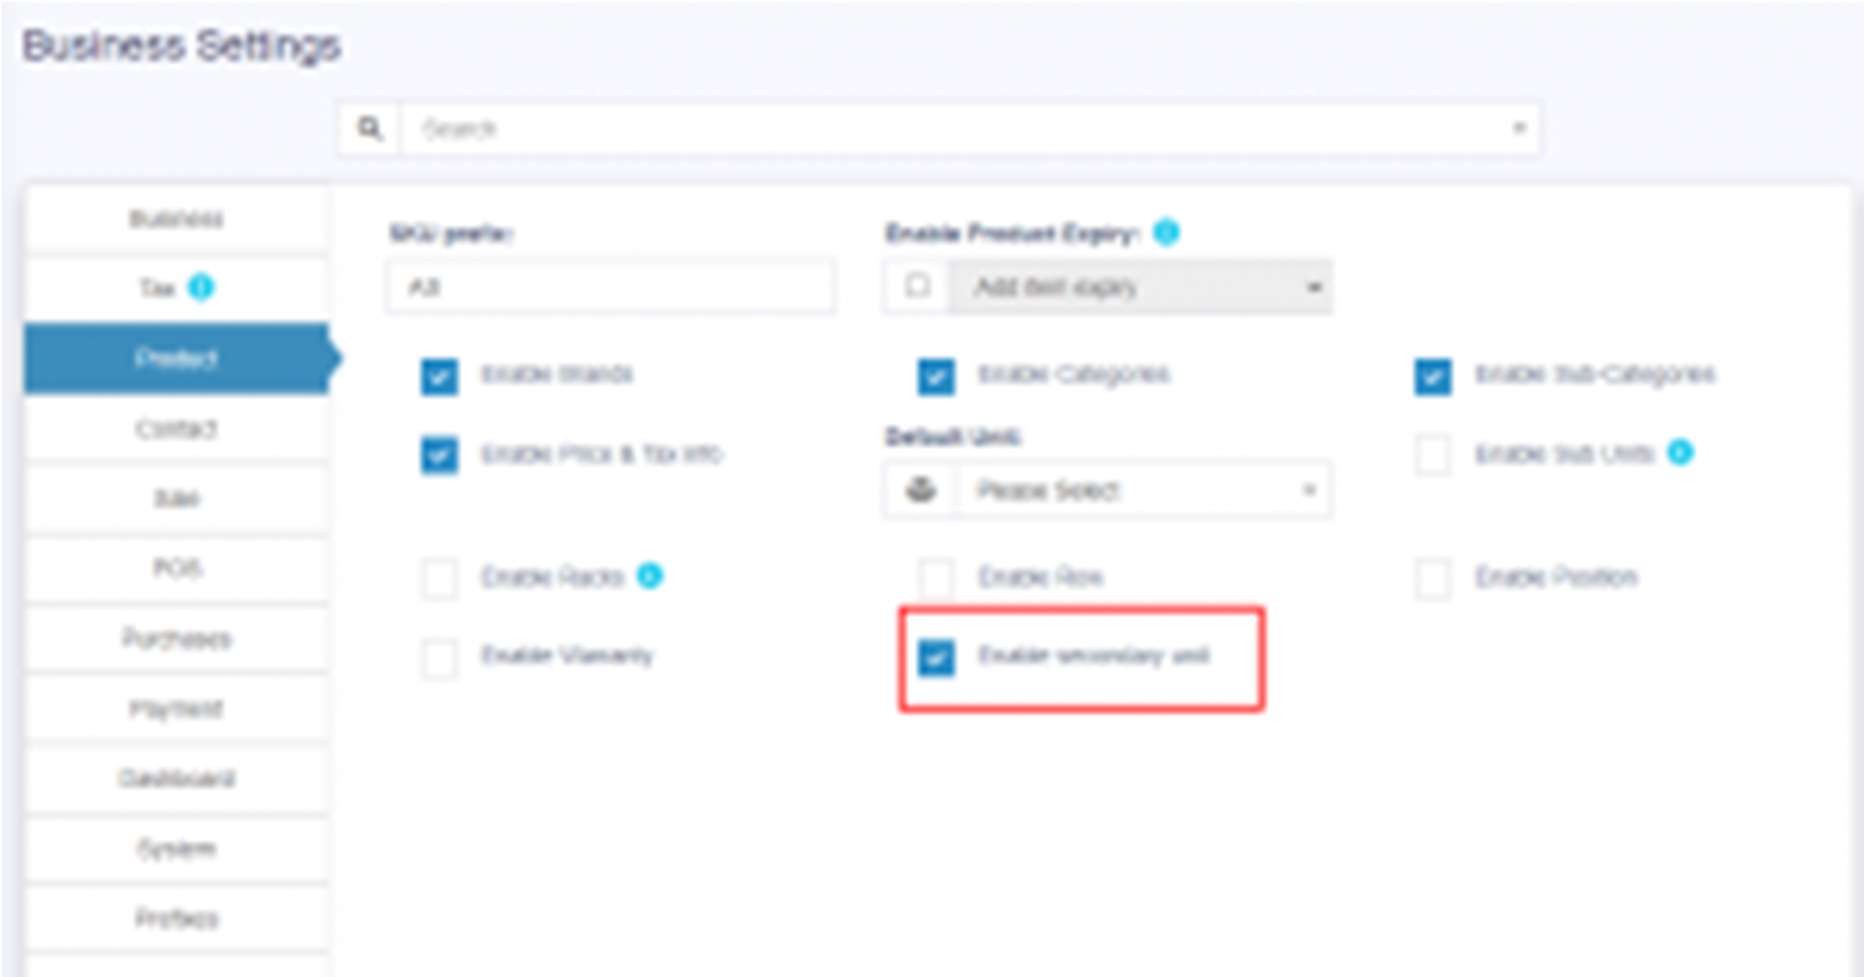 Business Settings
Search
Business
Tax
Product
Contact
Sale
POS
Purchases
Payment
Dashboard
System
Prefixes
SKU prefix:
Enable Product Expiry:
Add item expiry
Enable Brands
Enable Categories
Enable Sub-Categories
Enable Price & Tax info
Default Unit:
Please Select
Enable Sub Units
Enable Racks
Enable Row
Enable Position
Enable Warranty
Enable secondary unit